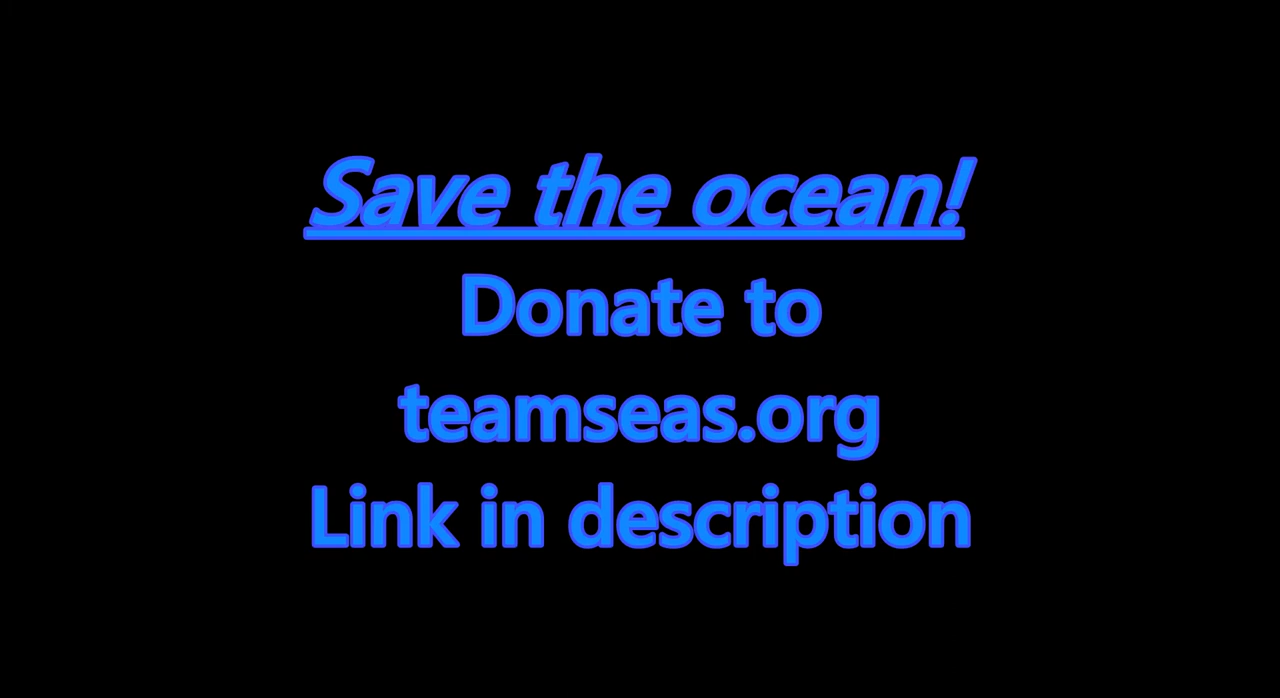 Save the ocean!
Donate to
teamseas.org
Link in description